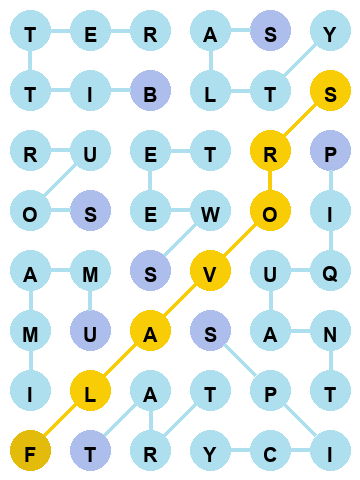 T E R A S Y
T I B L T S
R U E T R P
O S E W O I
A M S V U Q
M U A S A N
I L A T P T
F T R Y C I